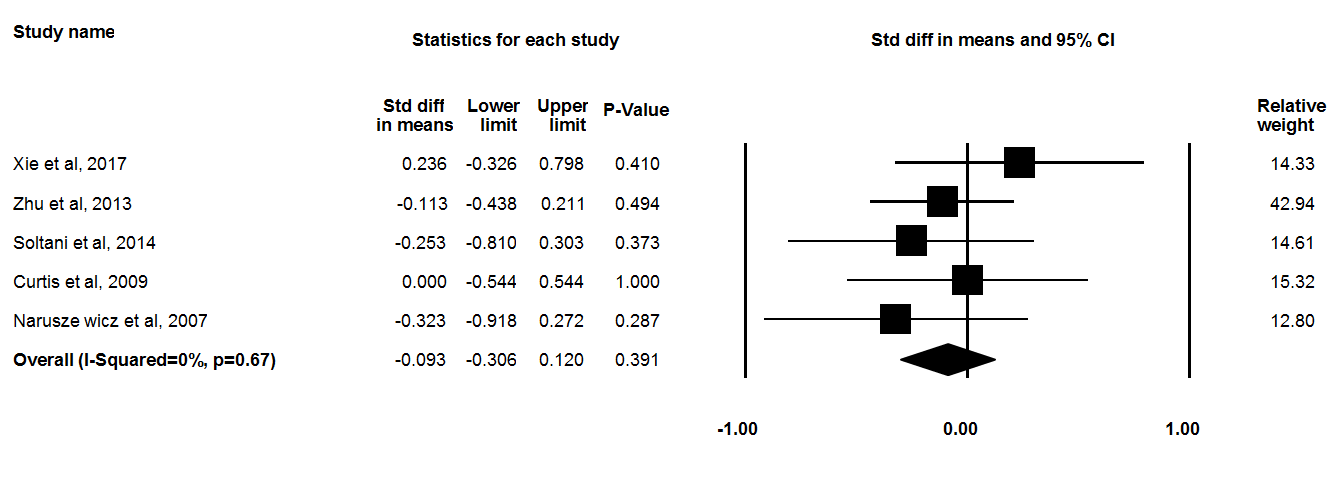 Study name
Statistics for each study
Std diff in means and 95% CI
Std diff in means Lower limit Upper limit P-Value Relative weight
Xie et al, 2017 0.236 -0.326 0.798 0.410 14.33
Zhu et al, 2013 -0.113 -0.438 0.211 0.494 42.94
Soltani et al, 2014 -0.253 -0.810 0.303 0.373 14.61
Curtis et al, 2009 0.000 -0.544 0.544 1.000 15.32
Narusze wicz et al, 2007 -0.323 -0.918 0.272 0.287 12.80
Overall (I-Squared=0%, p=0.67) -0.093 -0.306 0.120 0.391
-1.00 0.00 1.00